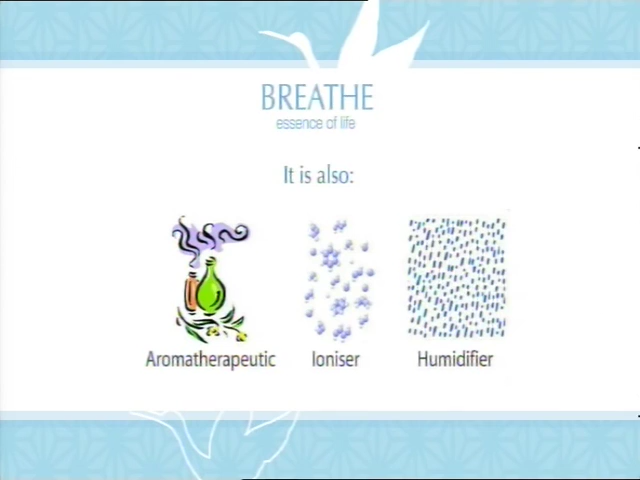 BREATHE
essence of life
It is also:
Aromatherapeutic Ioniser Humidifier